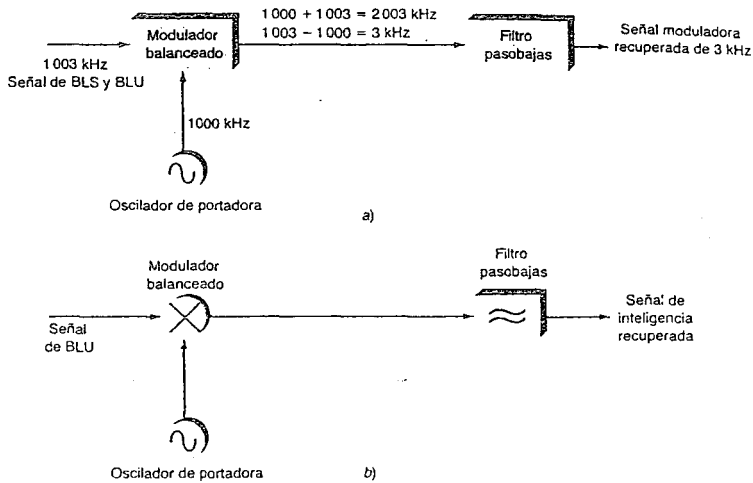 1 000 + 1 003 = 2 003 kHz
1 003 – 1 000 = 3 kHz
Modulador
balanceado
Filtro
pasobajas
Señal moduladora
recuperada de 3 kHz
1 003 kHz
Señal de BLS y BLU
1000 kHz
Oscilador de portadora
a)
Modulador
balanceado
Filtro
pasobajas
Señal
de BLU
Señal de
inteligencia
recuperada
Oscilador de portadora
b)